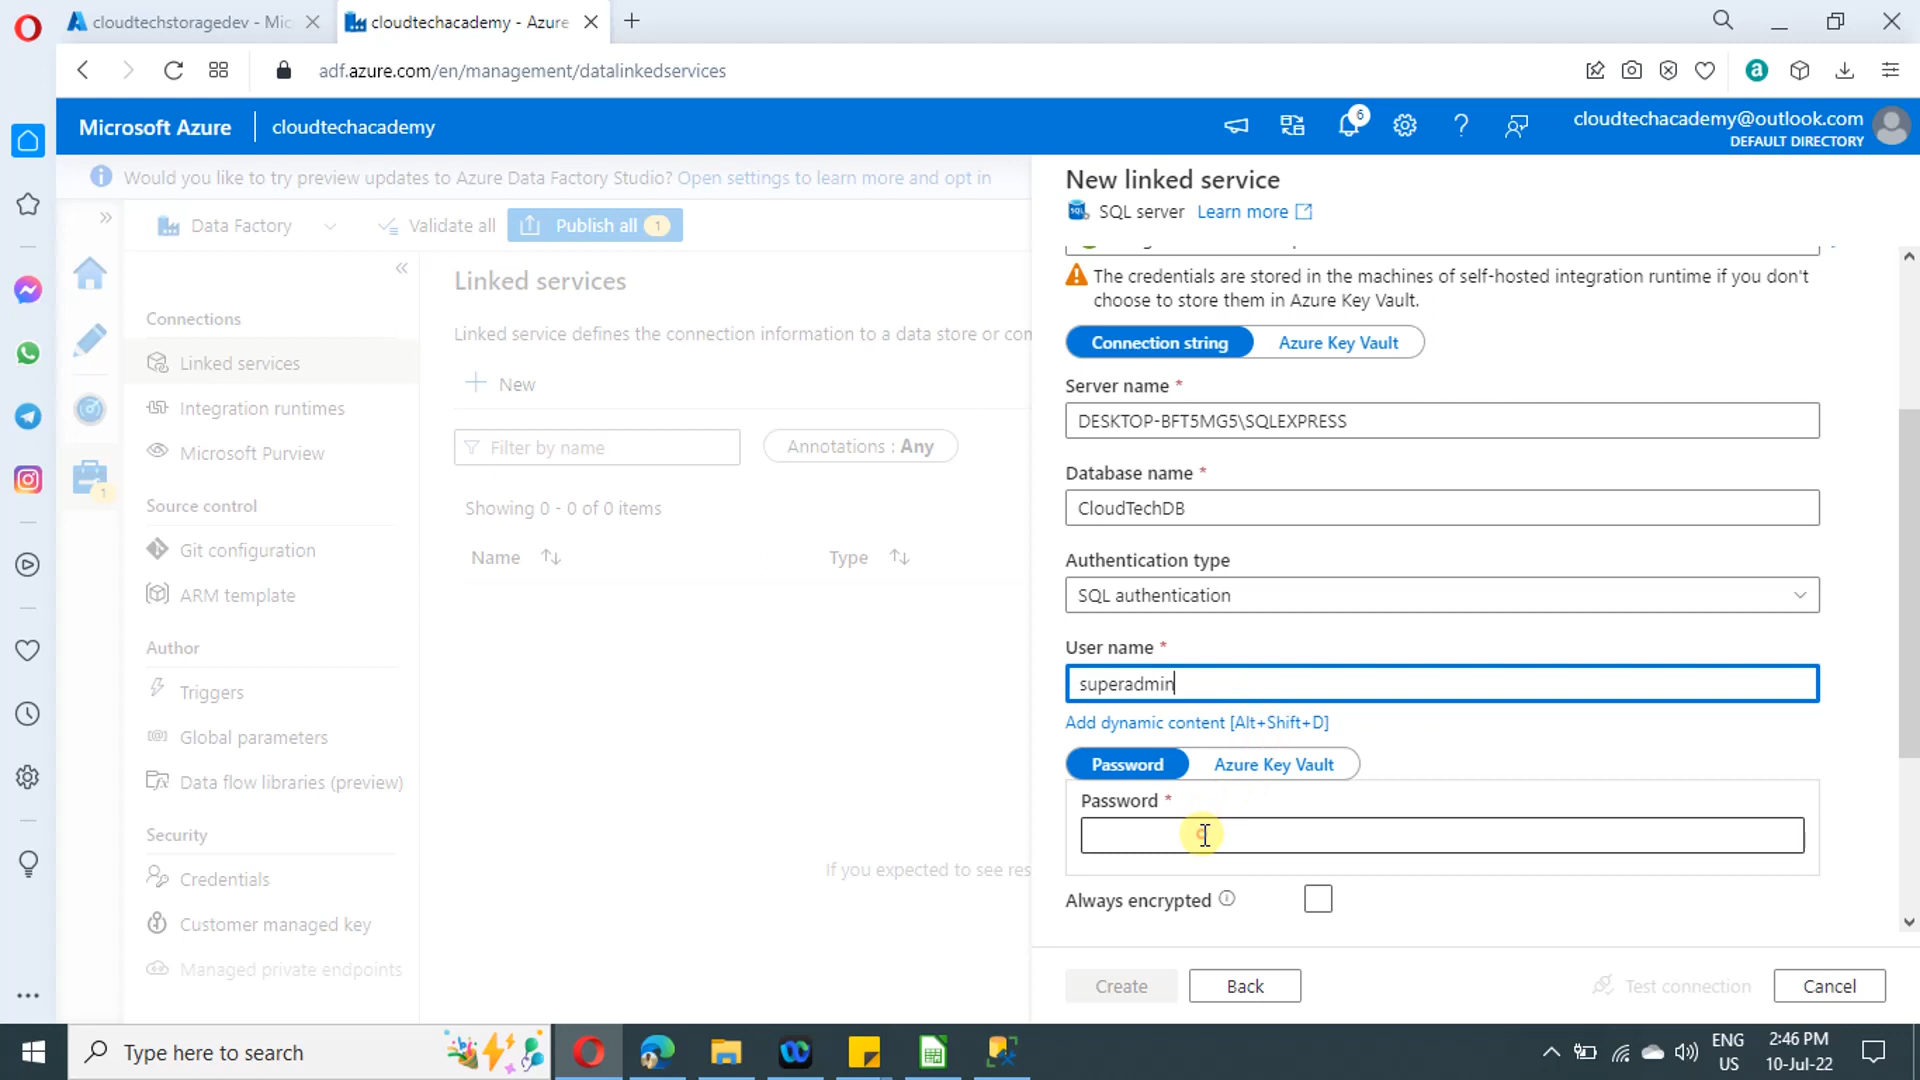 cloudtechstoragedev - Mic
cloudtechacademy - Azure
adf.azure.com/en/management/datalinkedservices
a
Microsoft Azure
cloudtechacademy
6
cloudtechacademy@outlook.com
DEFAULT DIRECTORY
Would you like to try preview updates to Azure Data Factory Studio? Open settings to learn more and opt in
Data Factory
Validate all
Publish all 1
Connections
Linked services
Integration runtimes
Microsoft Purview
1
Source control
Git configuration
ARM template
Author
Triggers
Global parameters
Data flow libraries (preview)
Security
Credentials
Customer managed key
Managed private endpoints
Linked services
Linked service defines the connection information to a data store or com
New
Filter by name
Annotations : Any
Showing 0 - 0 of 0 items
Name
Type
If you expected to see res
New linked service
SQL server Learn more
The credentials are stored in the machines of self-hosted integration runtime if you don't
choose to store them in Azure Key Vault.
Connection string
Azure Key Vault
Server name *
DESKTOP-BFT5MG5\SQLEXPRESS
Database name *
CloudTechDB
Authentication type
SQL authentication
User name *
superadmin
Add dynamic content [Alt+Shift+D]
Password
Azure Key Vault
Password *
Always encrypted
Create
Back
Test connection
Cancel
Type here to search
ENG
US
2:46 PM
10-Jul-22